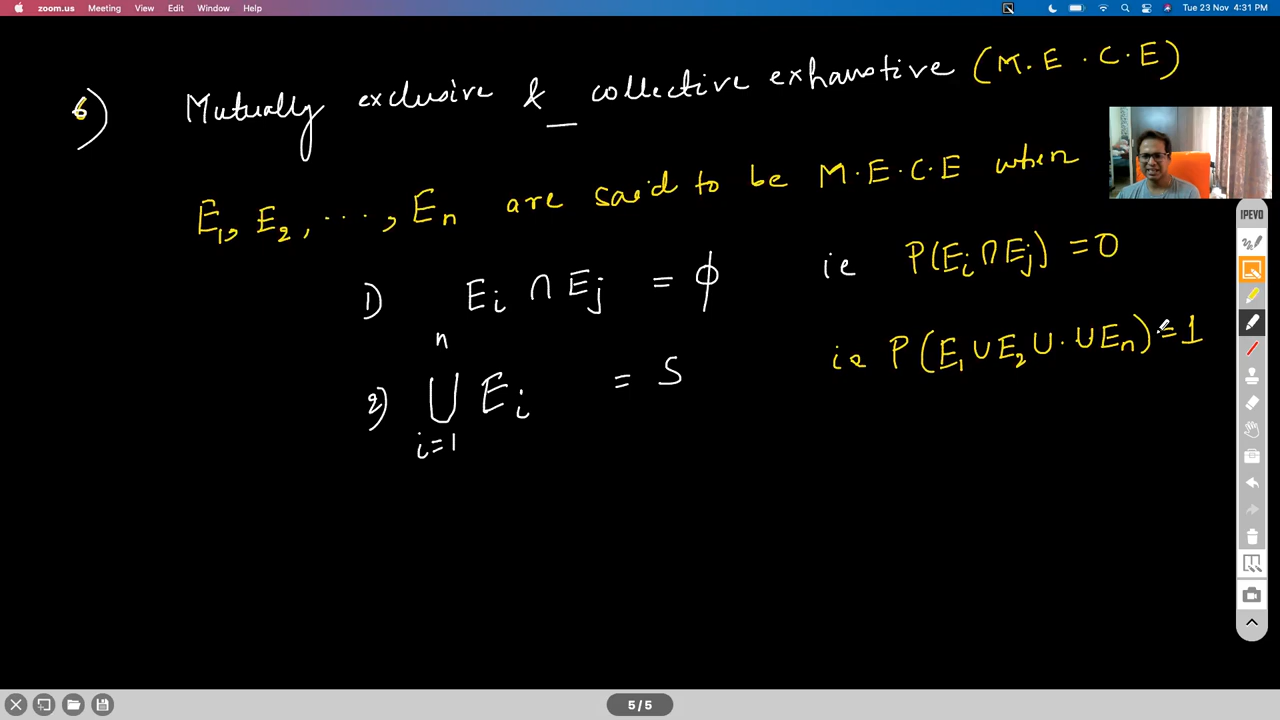 zoom.us Meeting View Edit Window Help Tue 23 Nov 4:31 PM
6) Mutually exclusive & collective exhaustive (M.E.C.E)
E1, E2, ..., En are said to be M.E.C.E when
1) Ei ∩ Ej = ϕ ie P(Ei ∩ Ej) = 0
n
2) ∪ Ei = S ie P(E1 ∪ E2 ∪ . ∪ En) = 1
i=1
IPEVO
5/5